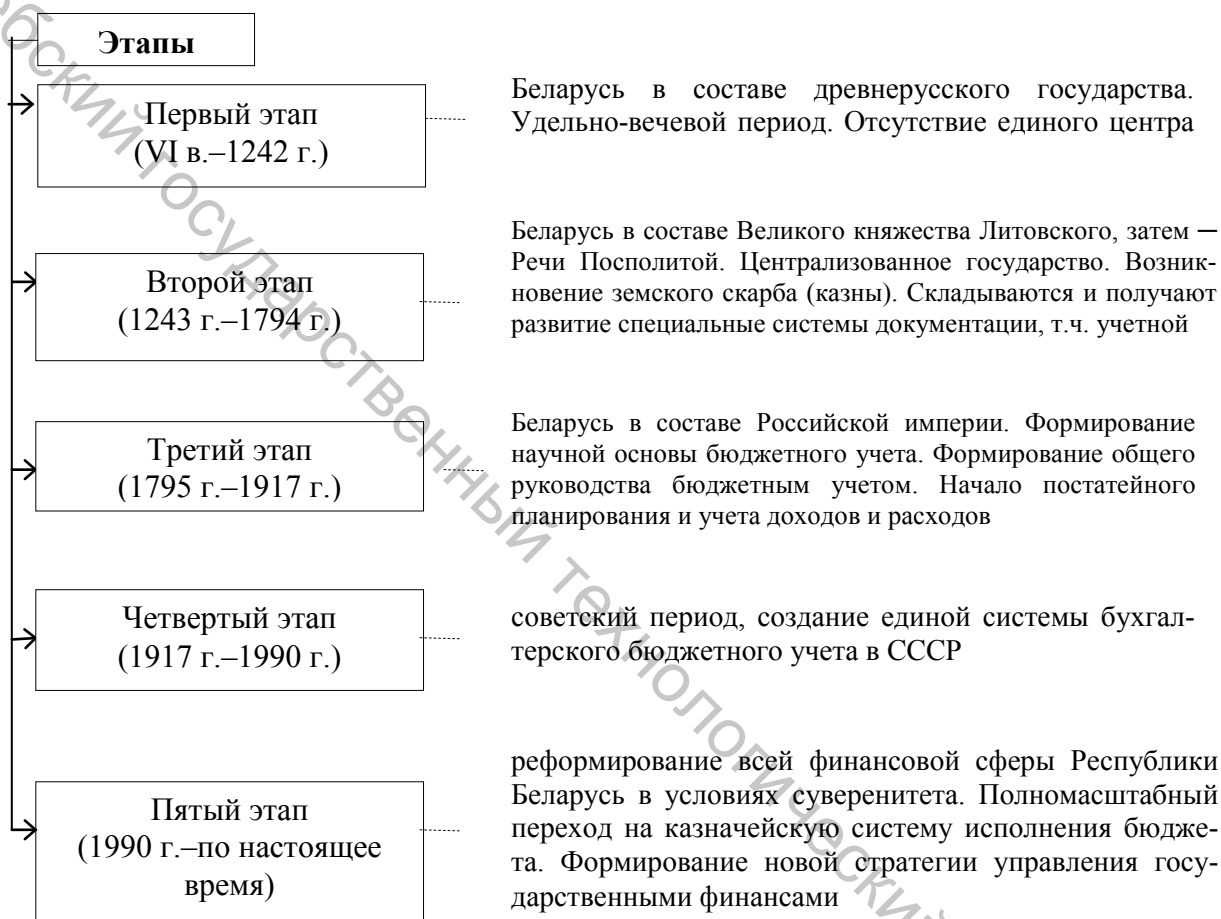 Этапы
Первый этап
(VI в.–1242 г.)
Беларусь в составе древнерусского государства.
Удельно-вечевой период. Отсутствие единого центра
Второй этап
(1243 г.–1794 г.)
Беларусь в составе Великого княжества Литовского, затем —
Речи Посполитой. Централизованное государство. Возник-
новение земского скарба (казны). Складываются и получают
развитие специальные системы документации, т.ч. учетной
Третий этап
(1795 г.–1917 г.)
Беларусь в составе Российской империи. Формирование
научной основы бюджетного учета. Формирование общего
руководства бюджетным учетом. Начало постатейного
планирования и учета доходов и расходов
Четвертый этап
(1917 г.–1990 г.)
советский период, создание единой системы бухгал-
терского бюджетного учета в СССР
Пятый этап
(1990 г.–по настоящее
время)
реформирование всей финансовой сферы Республики
Беларусь в условиях суверенитета. Полномасштабный
переход на казначейскую систему исполнения бюдже-
та. Формирование новой стратегии управления госу-
дарственными финансами
государственный технологический